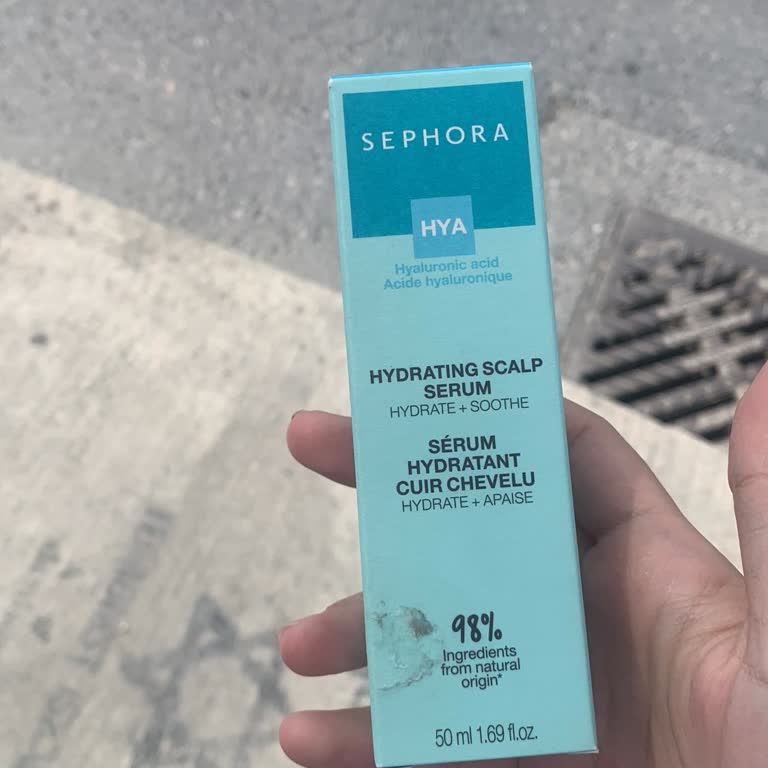 SEPHORA
HYA
Hyaluronic acid
Acide hyaluronique
HYDRATING SCALP
SERUM
HYDRATE + SOOTHE
SÉRUM
HYDRATANT
CUIR CHEVELU
HYDRATE + APAISE
98%
Ingredients
from natural
origin*
50 ml 1.69 fl.oz.